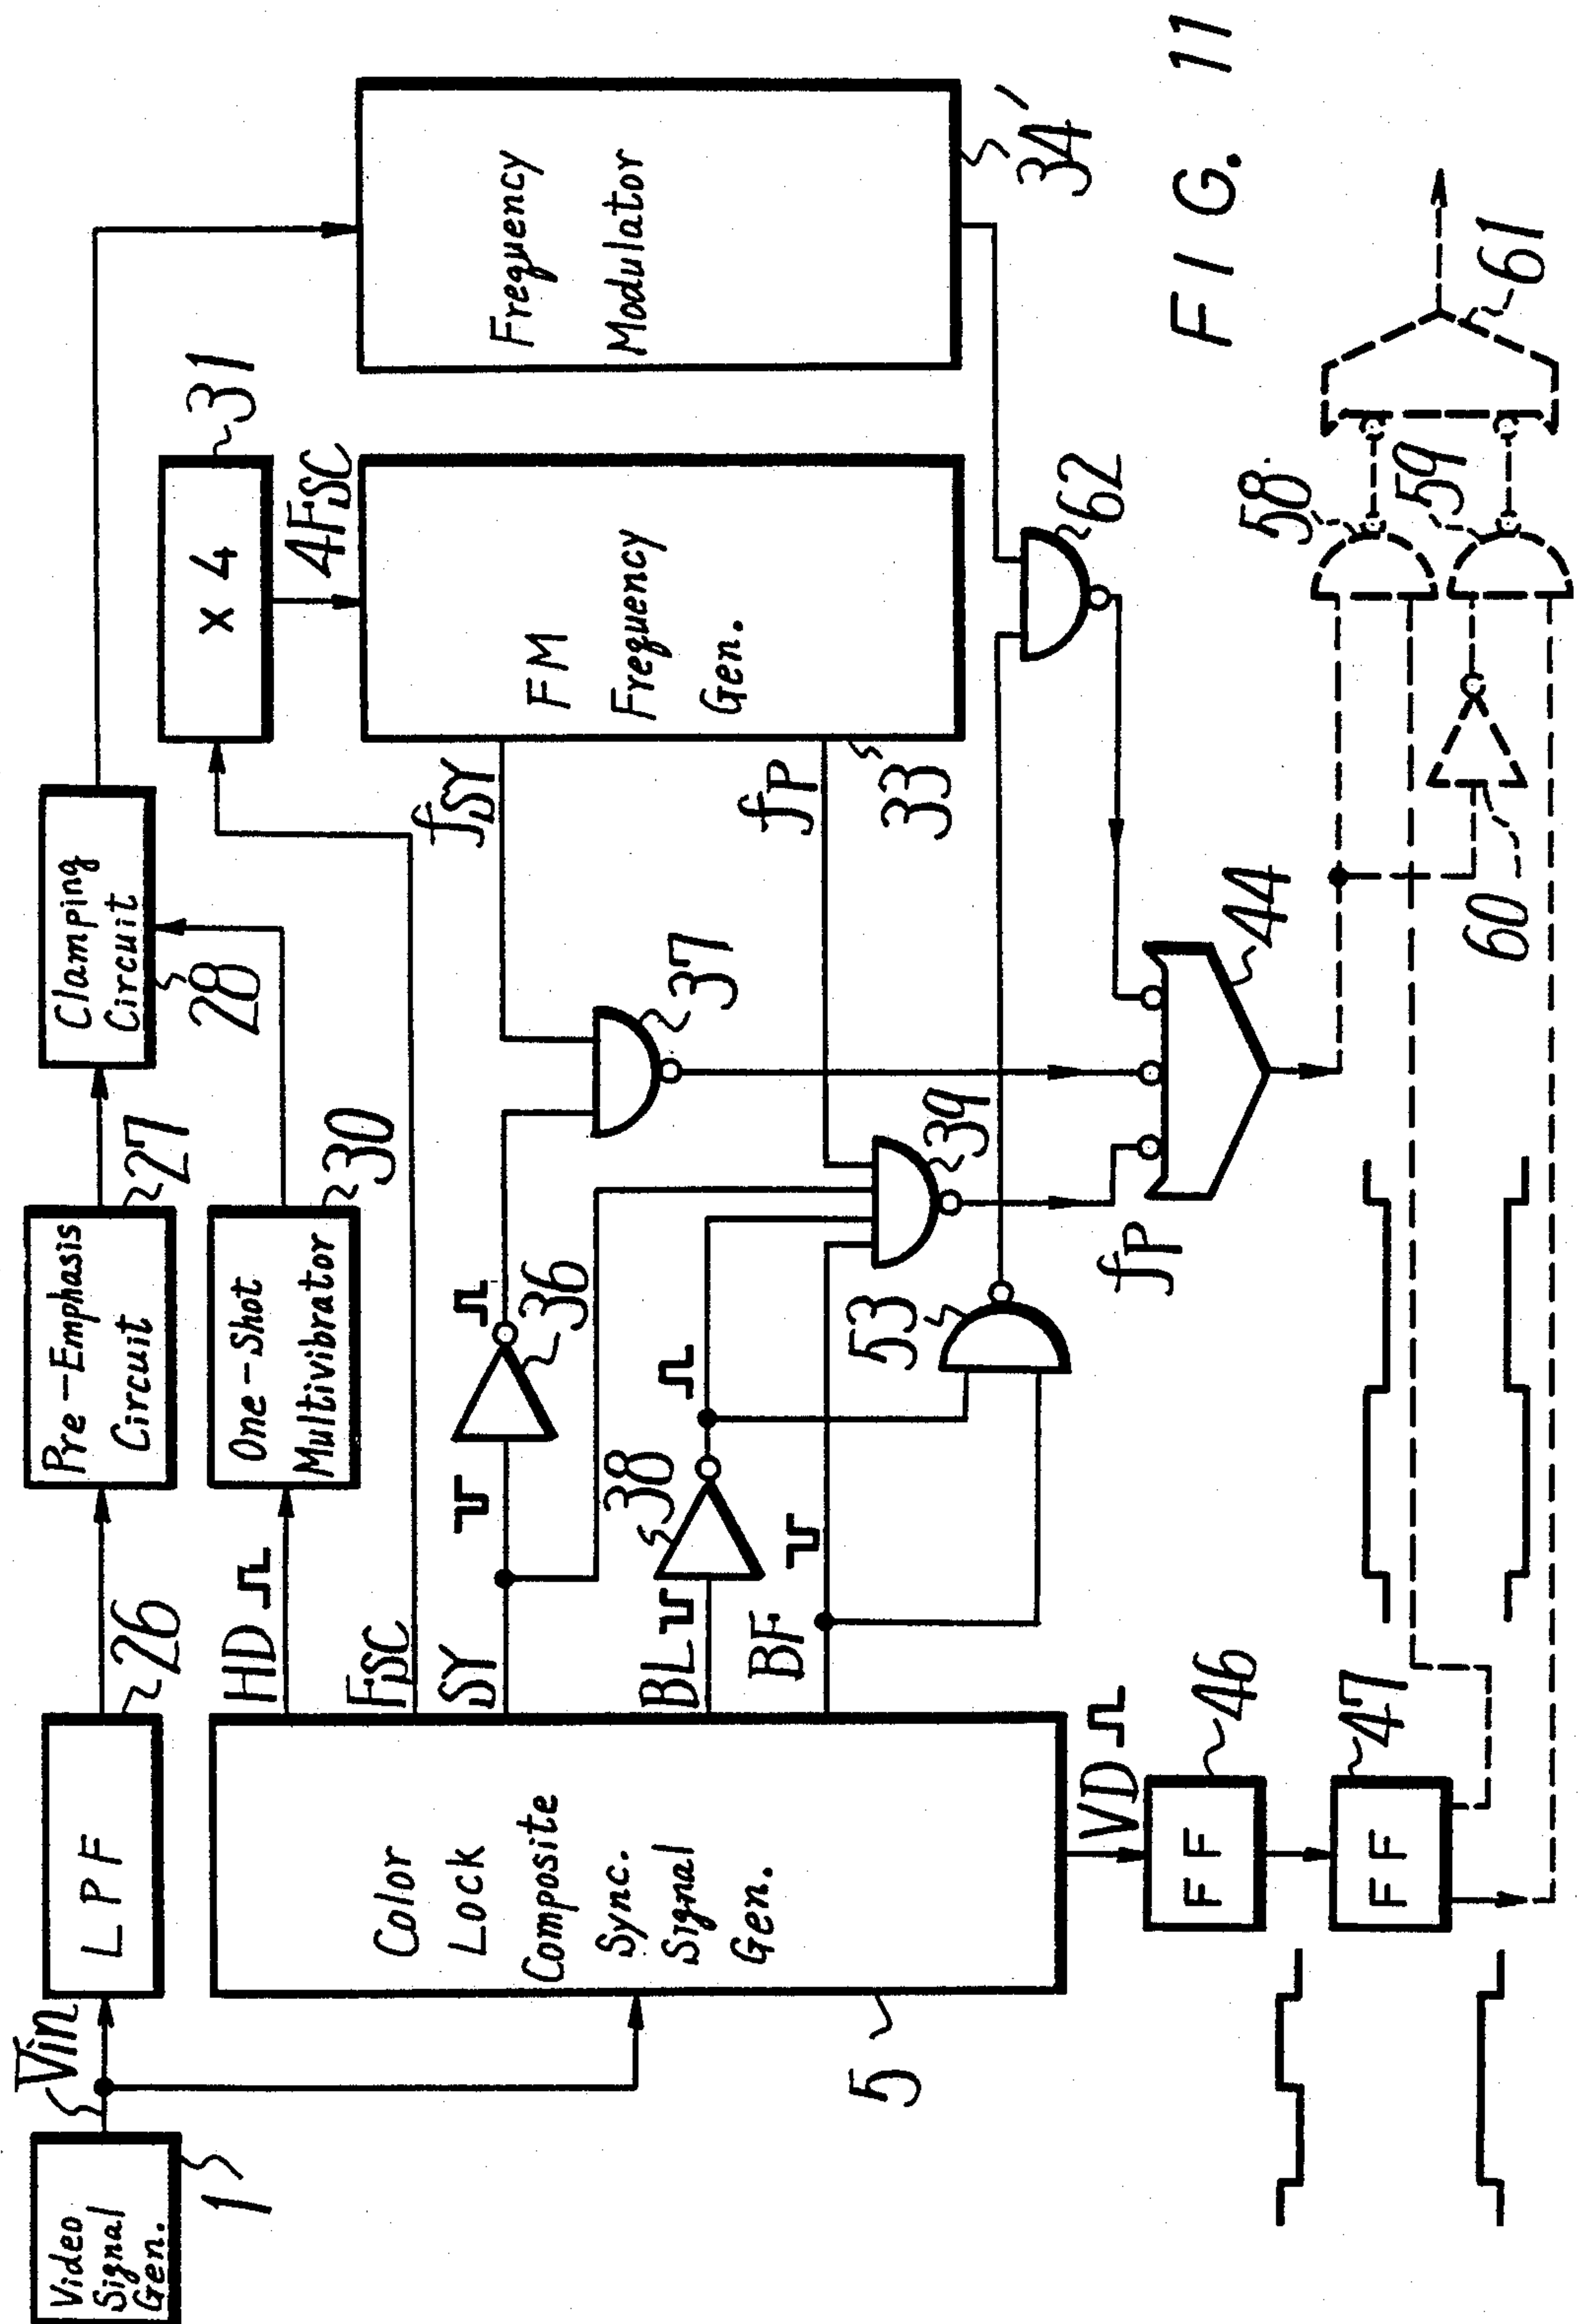 Video
Signal
Gen.
1
Vin
L P F
26
Pre-Emphasis
Circuit
27
Clamping
Circuit
28
One-Shot
Multivibrator
30
HD
x 4
31
4FSC
FSC
Color
Lock
Composite
Sync.
Signal
Gen.
5
SY
36
37
fSY
BL
38
BF
39
53
fP
FM
Frequency
Gen.
33
fP
Frequency
Modulator
34'
62
44
VD
FF
46
FF
47
58
59
60
61
FIG. 11